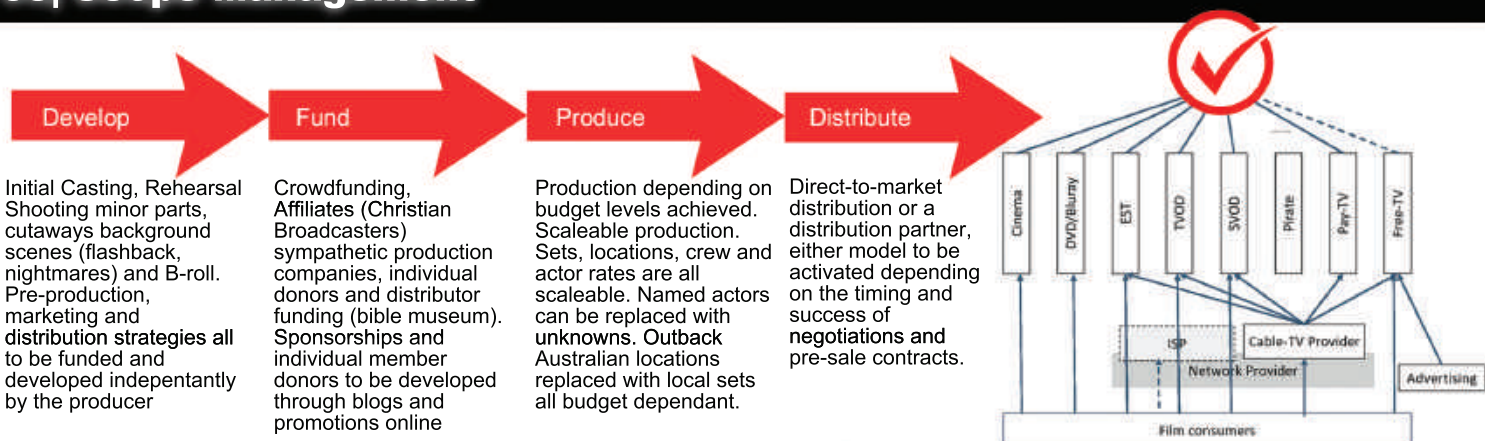 Scope Management
Develop
Fund
Produce
Distribute
Initial Casting, Rehearsal
Shooting minor parts,
cutaways background
scenes (flashback,
nightmares) and B-roll.
Pre-production,
marketing and
distribution strategies all
to be funded and
developed indepentantly
by the producer
Crowdfunding,
Affiliates (Christian
Broadcasters)
sympathetic production
companies, individual
donors and distributor
funding (bible museum).
Sponsorships and
individual member
donors to be developed
through blogs and
promotions online
Production depending on
budget levels achieved.
Scaleable production.
Sets, locations, crew and
actor rates are all
scaleable. Named actors
can be replaced with
unknowns. Outback
Australian locations
replaced with local sets
all budget dependant.
Direct-to-market
distribution or a
distribution partner,
either model to be
activated depending
on the timing and
success of
negotiations and
pre-sale contracts.
Cinema
DVD/Bluray
EST
TVOD
SVOD
Pirate
Pay-TV
Free-TV
ISP
Cable-TV Provider
Network Provider
Advertising
Film consumers